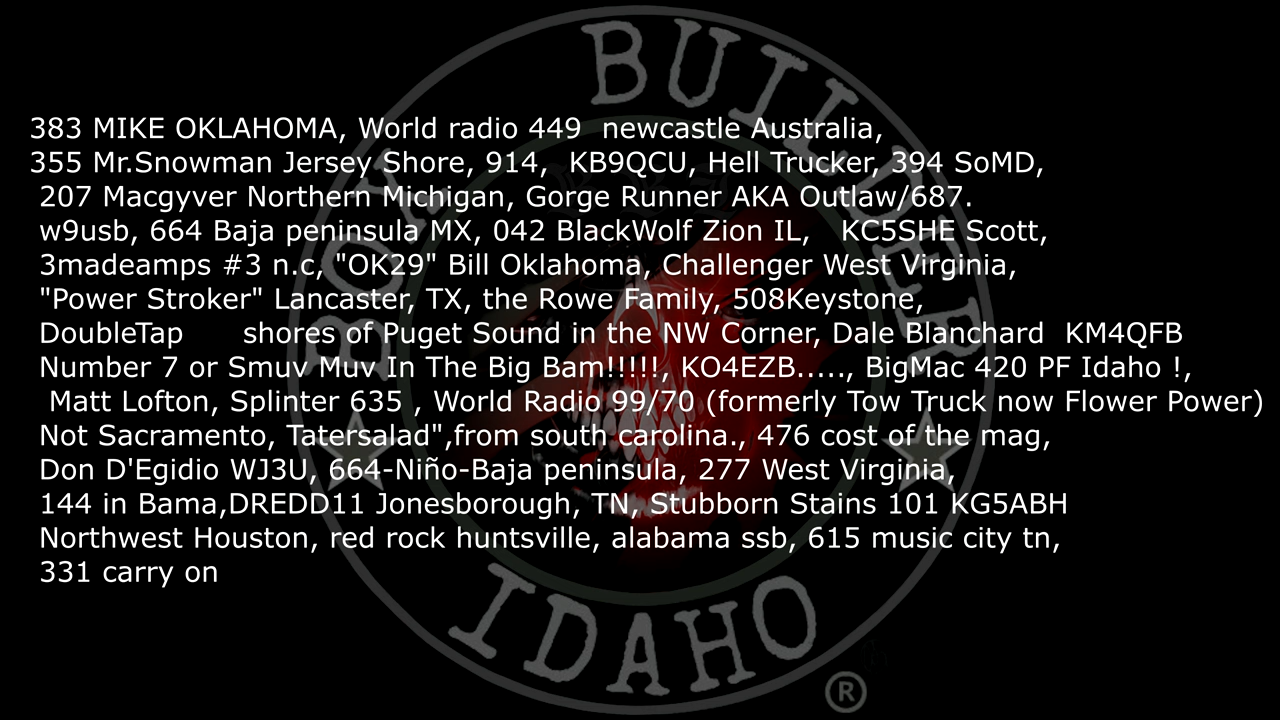 BOX BUILDER
383 MIKE OKLAHOMA, World radio 449  newcastle Australia,
355 Mr.Snowman Jersey Shore, 914,  KB9QCU, Hell Trucker, 394 SoMD,
207 Macgyver Northern Michigan, Gorge Runner AKA Outlaw/687.
w9usb, 664 Baja peninsula MX, 042 BlackWolf Zion IL,   KC5SHE Scott,
3madeamps #3 n.c, "OK29" Bill Oklahoma, Challenger West Virginia,
"Power Stroker" Lancaster, TX, the Rowe Family, 508Keystone,
DoubleTap      shores of Puget Sound in the NW Corner, Dale Blanchard  KM4QFB
Number 7 or Smuv Muv In The Big Bam!!!!!, KO4EZB....., BigMac 420 PF Idaho !,
Matt Lofton, Splinter 635 , World Radio 99/70 (formerly Tow Truck now Flower Power)
Not Sacramento, Tatersalad",from south carolina., 476 cost of the mag,
Don D'Egidio WJ3U, 664-Niño-Baja peninsula, 277 West Virginia,
144 in Bama,DREDD11 Jonesborough, TN, Stubborn Stains 101 KG5ABH
Northwest Houston, red rock huntsville, alabama ssb, 615 music city tn,
331 carry on
IDAHO
®